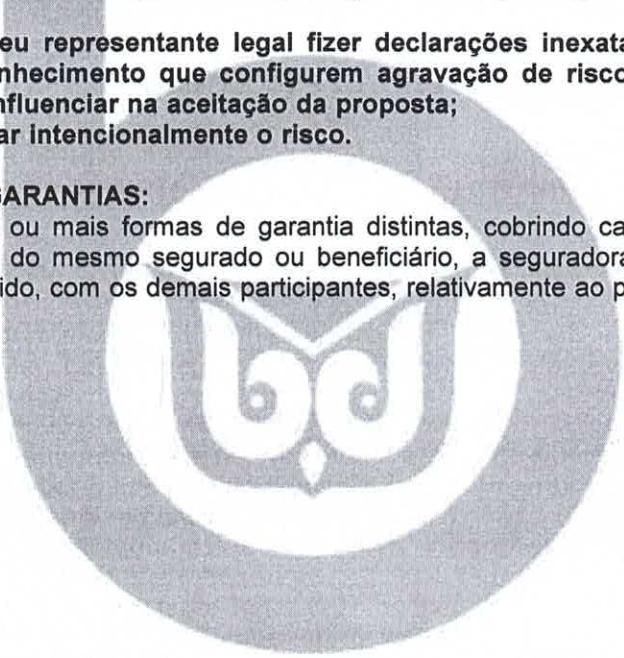 eu representante legal fizer declarações inexata
nhecimento que configurem agravação de risco
nfluenciar na aceitação da proposta;
ar intencionalmente o risco.
GARANTIAS:
ou mais formas de garantia distintas, cobrindo ca
do mesmo segurado ou beneficiário, a seguradora
ido, com os demais participantes, relativamente ao p